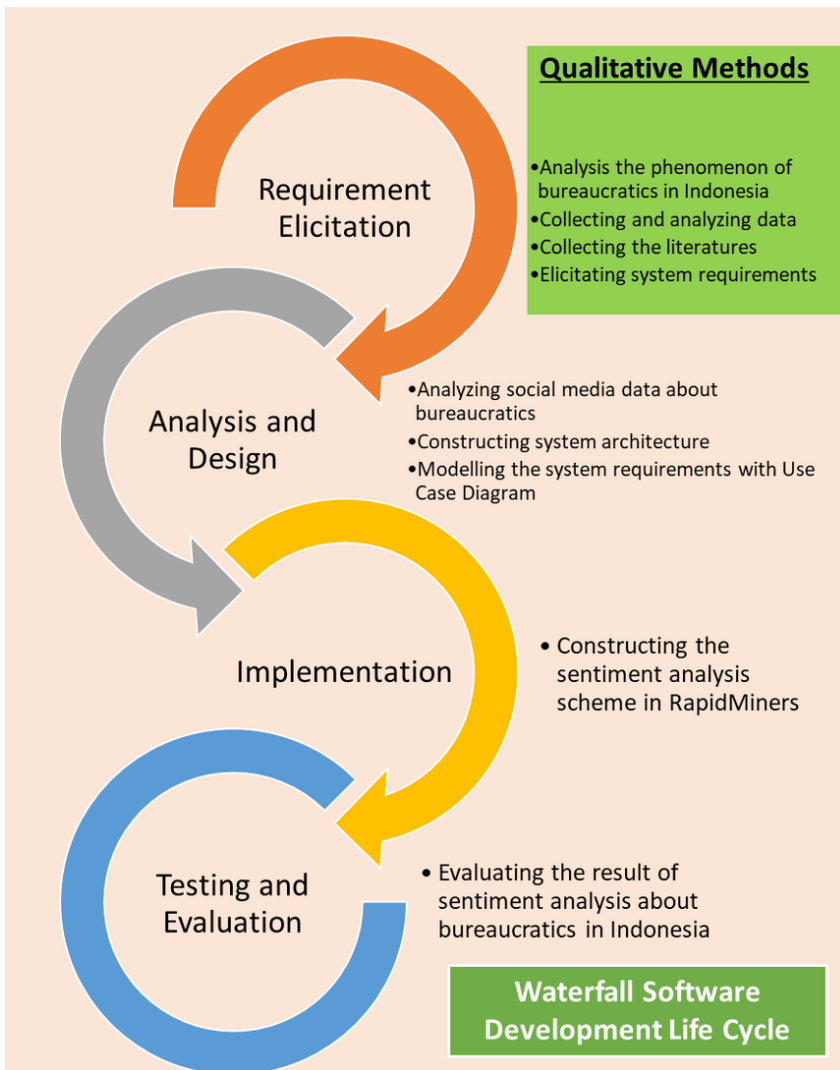 Qualitative Methods
Requirement
Elicitation
•Analysis the phenomenon of
bureaucratics in Indonesia
•Collecting and analyzing data
•Collecting the literatures
•Elicitating system requirements
Analysis and
Design
•Analyzing social media data about
bureaucratics
•Constructing system architecture
•Modelling the system requirements with Use
Case Diagram
Implementation
• Constructing the
sentiment analysis
scheme in RapidMiners
Testing and
Evaluation
• Evaluating the result of
sentiment analysis about
bureaucratics in Indonesia
Waterfall Software
Development Life Cycle